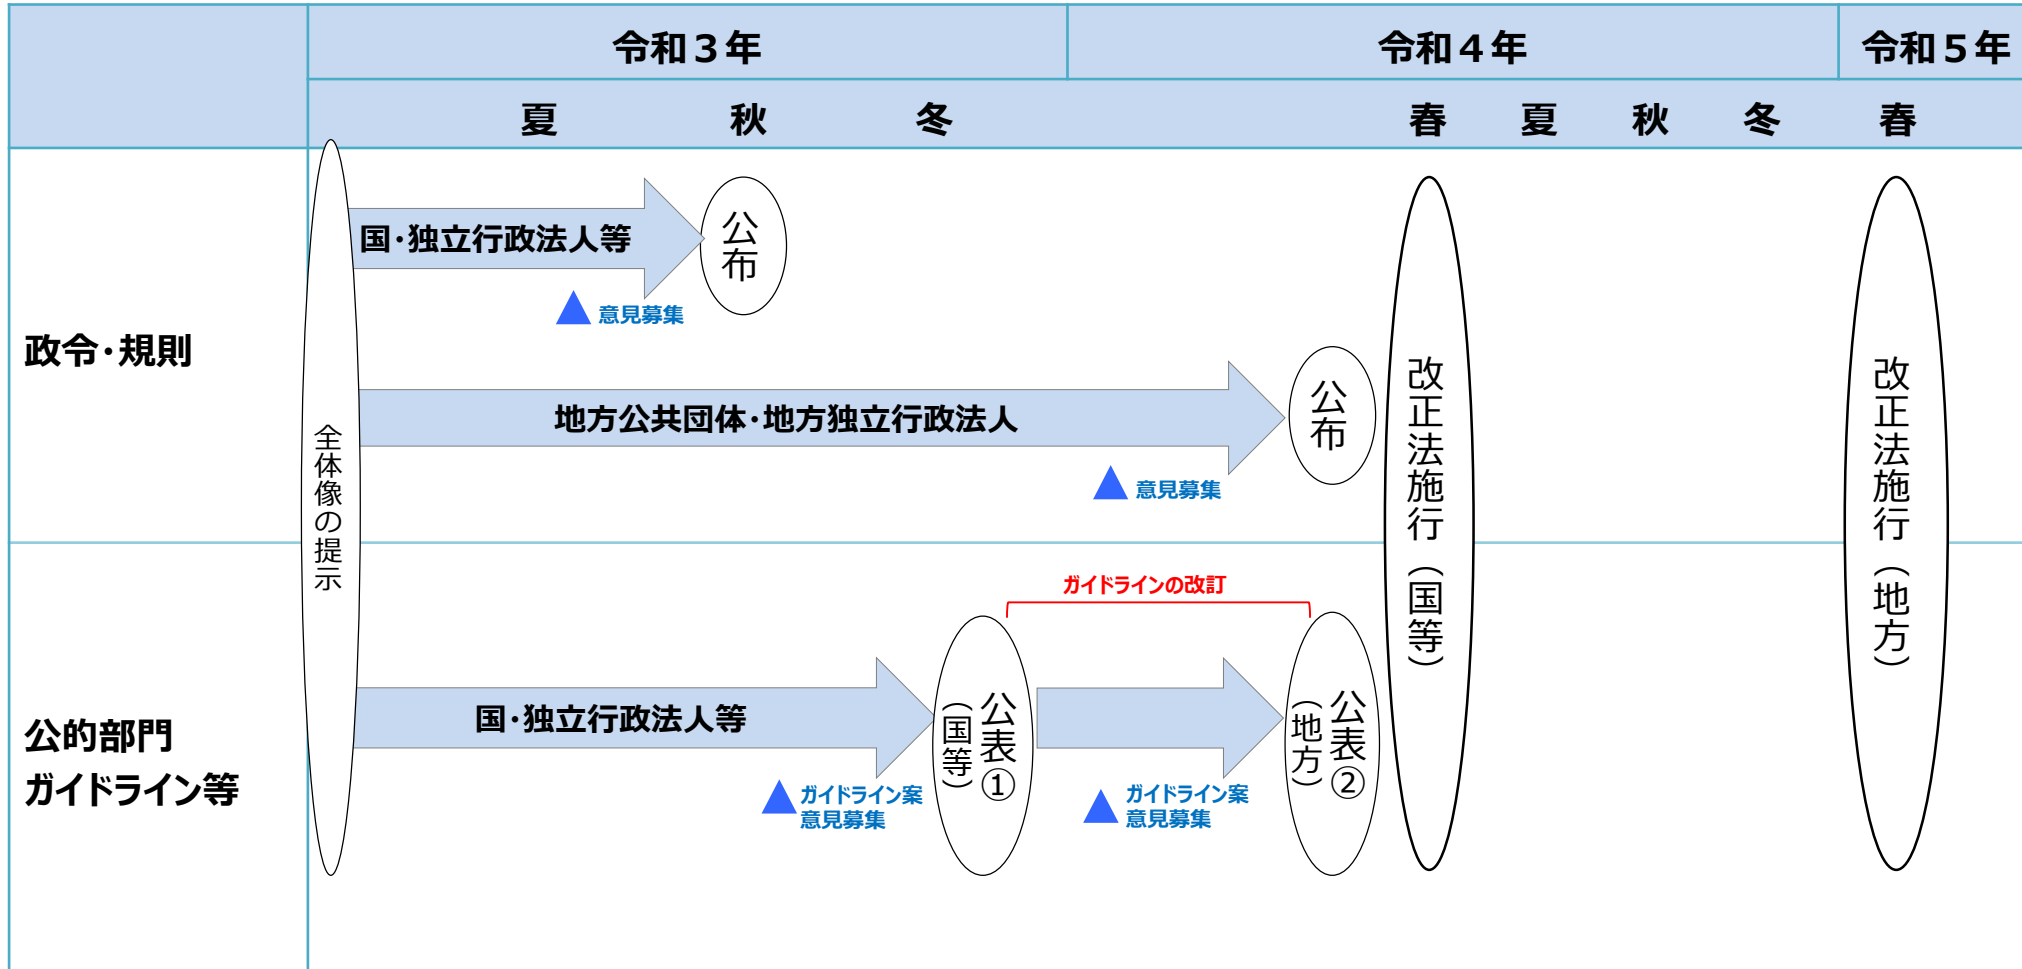 令和３年
令和４年
令和５年
夏
秋
冬
春
夏
秋
冬
春
政令・規則
全体像の提示
国・独立行政法人等
公布
意見募集
地方公共団体・地方独立行政法人
公布
意見募集
改正法施行（国等）
改正法施行（地方）
公的部門
ガイドライン等
ガイドラインの改訂
国・独立行政法人等
公表①
（国等）
公表②
（地方）
ガイドライン案
意見募集
ガイドライン案
意見募集